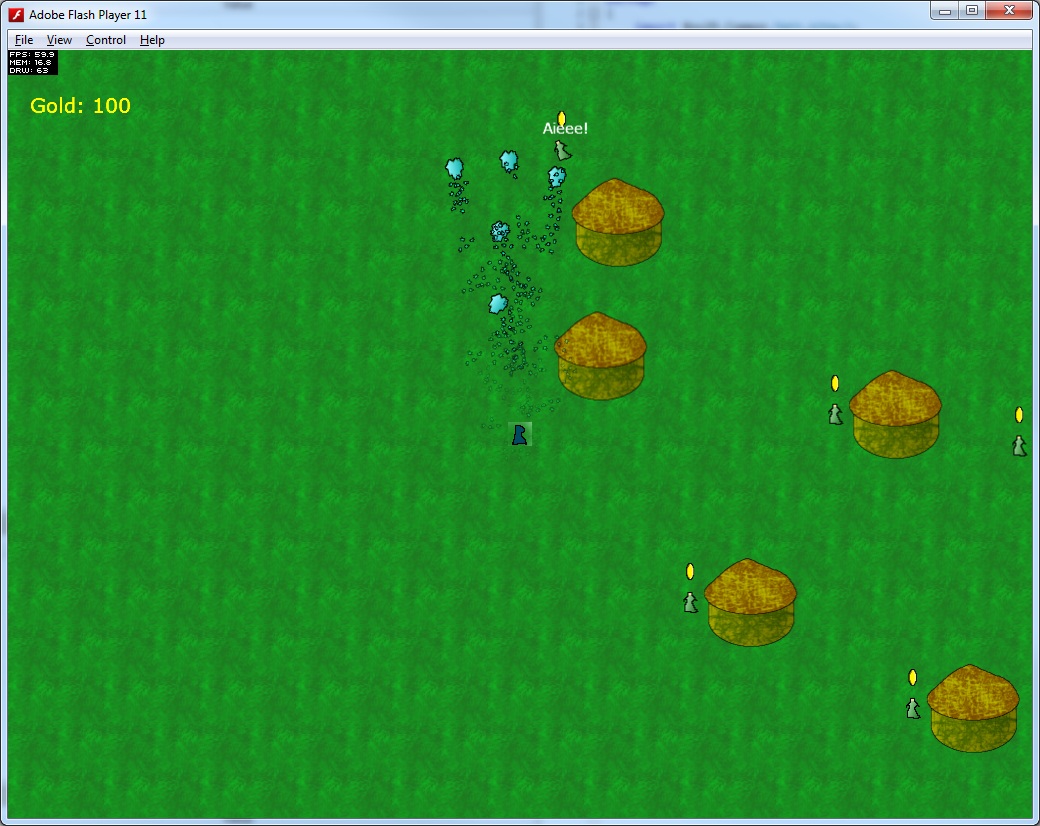 Adobe Flash Player 11
File View Control Help
FPS: 59.9
MEM: 16.8
DRW: 63
Gold: 100
Aieee!